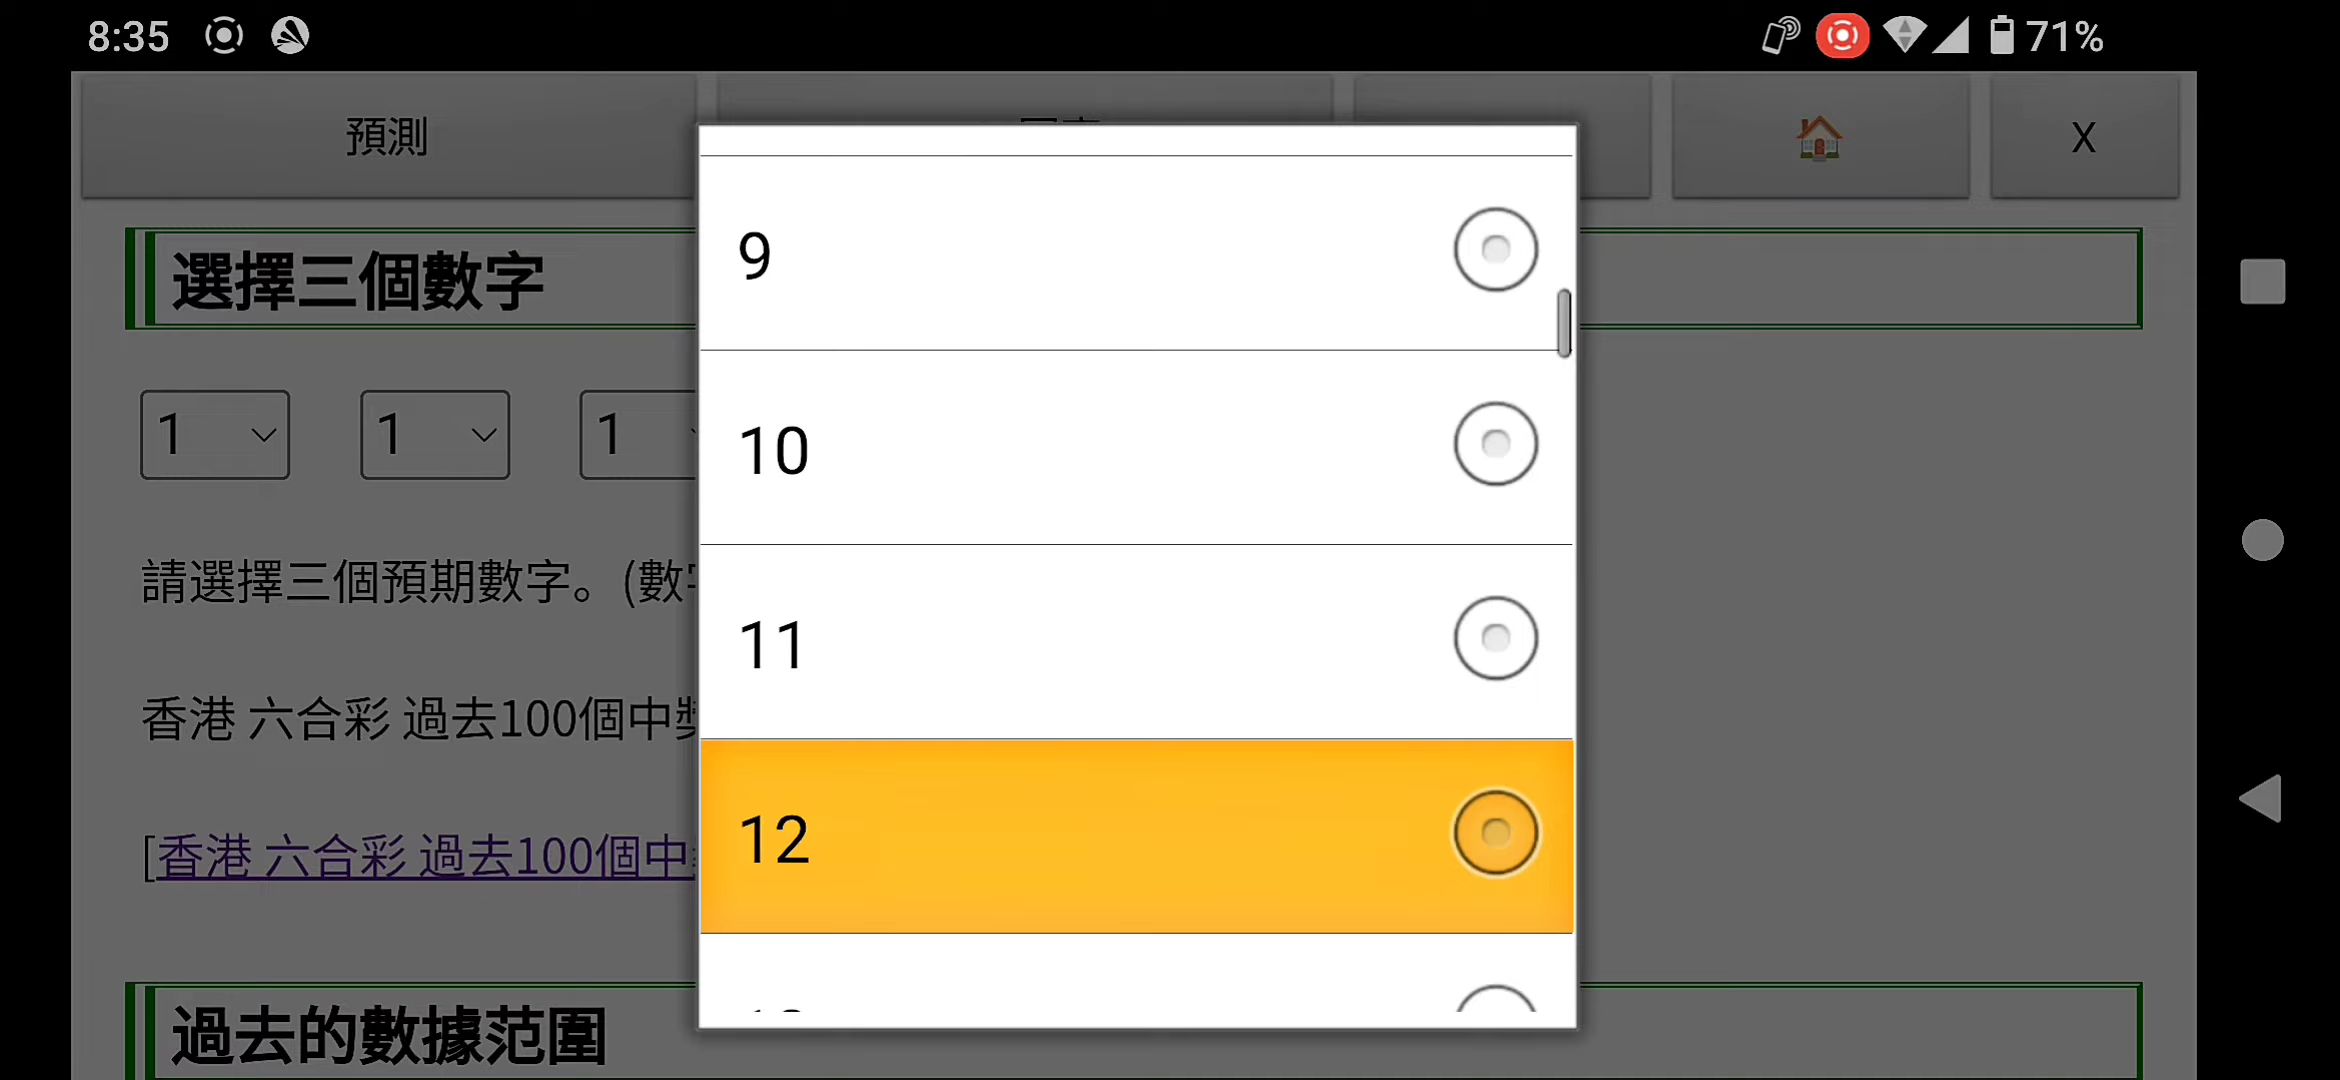 8:35
71%
預測
X
選擇三個數字
1 1 1
請選擇三個預期數字。(數
香港 六合彩 過去100個中
[香港 六合彩 過去100個中
過去的數據范圍
9
10
11
12